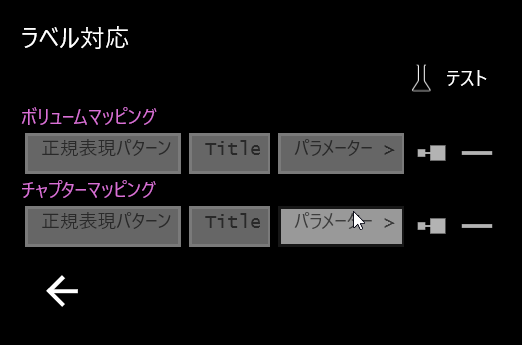 ラベル対応
テスト
ボリュームマッピング
正規表現パターン Title パラメーター >
チャプターマッピング
正規表現パターン Title パラメーター >